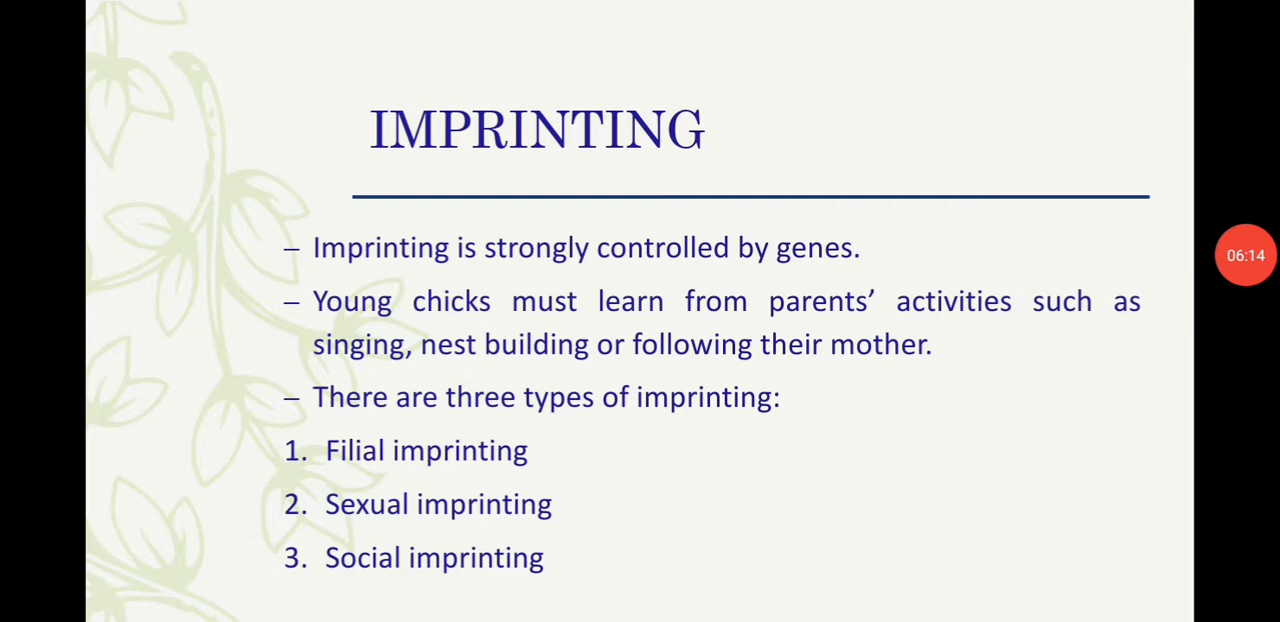 IMPRINTING
– Imprinting is strongly controlled by genes.
– Young chicks must learn from parents’ activities such as
singing, nest building or following their mother.
– There are three types of imprinting:
1. Filial imprinting
2. Sexual imprinting
3. Social imprinting
06:14